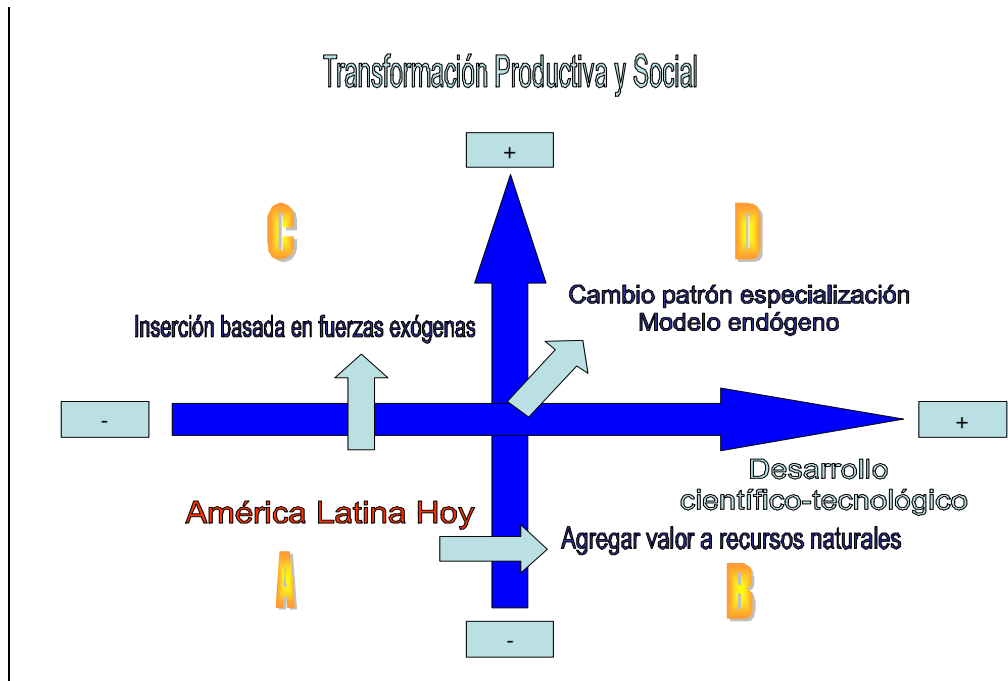 Transformación Productiva y Social
+
C
D
Cambio patrón especialización
Modelo endógeno
Inserción basada en fuerzas exógenas
-
+
Desarrollo
científico-tecnológico
América Latina Hoy
Agregar valor a recursos naturales
A
B
-